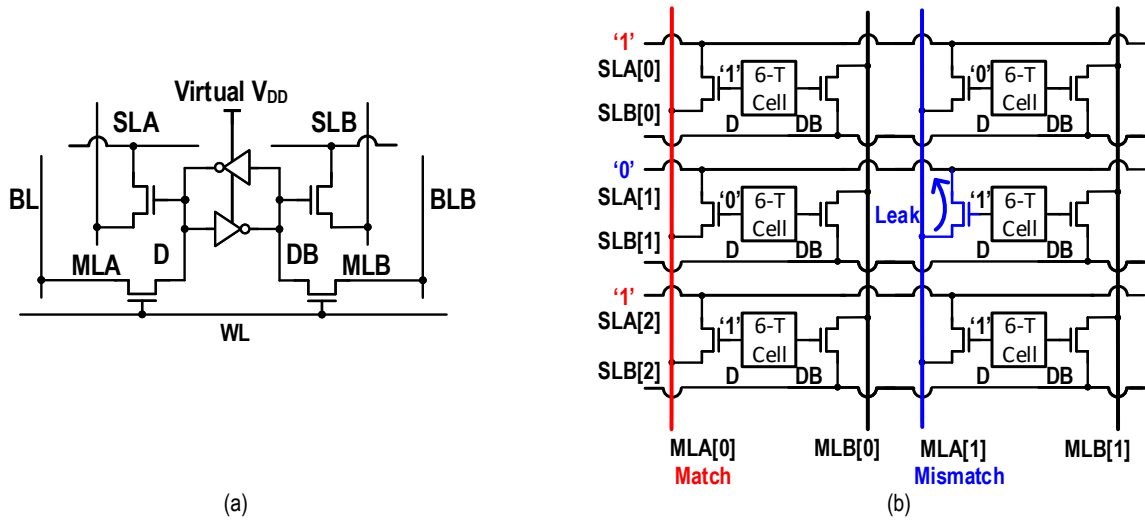 Virtual VDD
SLA
SLB
BL
BLB
D
DB
MLA
MLB
WL
(a)
‘1’
SLA[0]
SLB[0]
‘1’
6-T
Cell
D
DB
‘0’
6-T
Cell
D
DB
‘0’
SLA[1]
SLB[1]
‘0’
6-T
Cell
D
DB
Leak
‘1’
6-T
Cell
D
DB
‘1’
SLA[2]
SLB[2]
‘1’
6-T
Cell
D
DB
‘1’
6-T
Cell
D
DB
MLA[0]
MLB[0]
MLA[1]
MLB[1]
Match
Mismatch
(b)